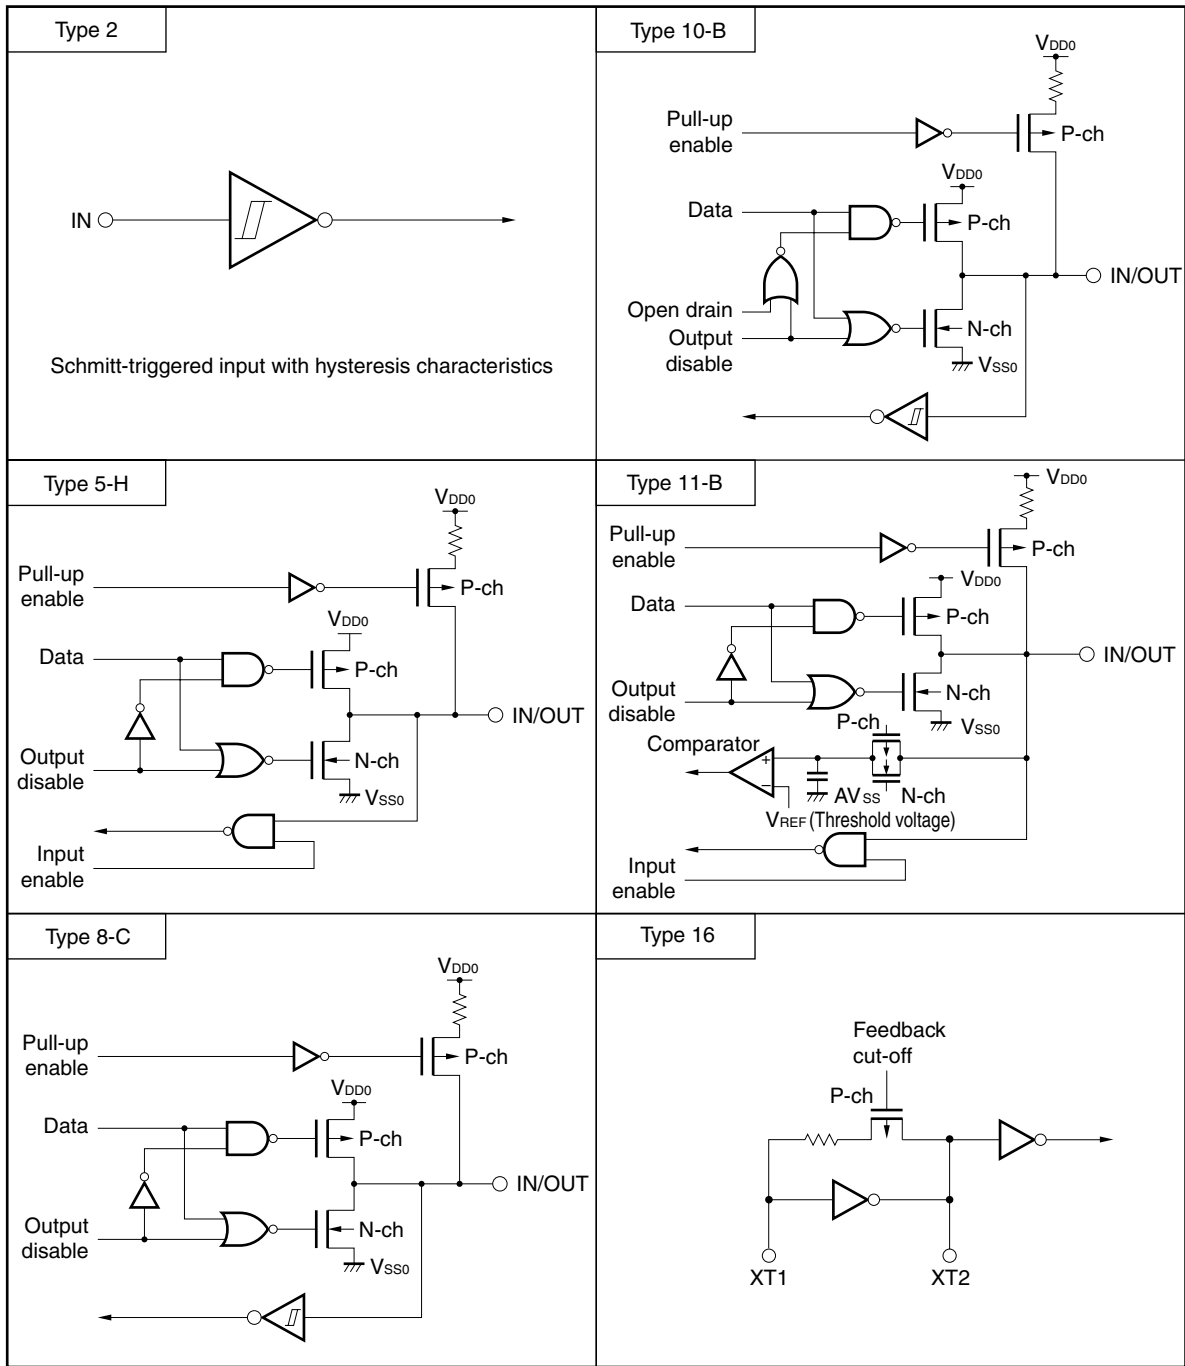 Type 2
IN
Schmitt-triggered input with hysteresis characteristics
Type 10-B
VDD0
Pull-up
enable
P-ch
VDD0
Data
P-ch
IN/OUT
Open drain
Output
disable
N-ch
VSS0
Type 5-H
VDD0
Pull-up
enable
P-ch
VDD0
Data
P-ch
IN/OUT
Output
disable
N-ch
VSS0
Input
enable
Type 11-B
VDD0
Pull-up
enable
P-ch
VDD0
Data
P-ch
IN/OUT
Output
disable
N-ch
VSS0
P-ch
Comparator
+
−
AVSS
N-ch
VREF (Threshold voltage)
Input
enable
Type 8-C
VDD0
Pull-up
enable
P-ch
VDD0
Data
P-ch
IN/OUT
Output
disable
N-ch
VSS0
Type 16
Feedback
cut-off
P-ch
XT1
XT2